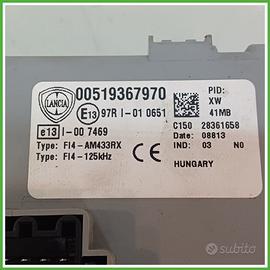 LANCIA
00519367970
E13 97R I-01 0651
e13 I-00 7469
Type: FI4-AM433RX
Type: FI4-125kHz
CE
PID:
XW
41MB
C150 28361658
DATE: 08813
IND: 03 N0
HUNGARY
subito